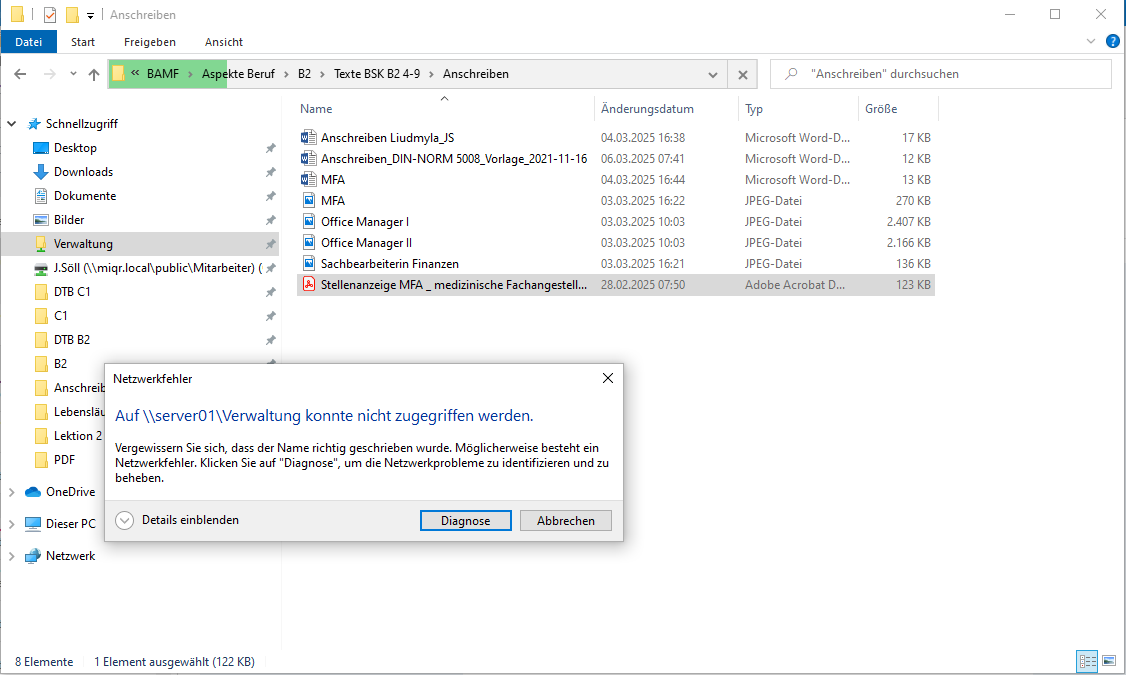 Anschreiben
Datei Start Freigeben Ansicht
« BAMF › Aspekte Beruf › B2 › Texte BSK B2 4-9 › Anschreiben
"Anschreiben" durchsuchen
Name Änderungsdatum Typ Größe
Schnellzugriff
Desktop
Downloads
Dokumente
Bilder
Verwaltung
J.Söll (\\miqr.local\public\Mitarbeiter) (
DTB C1
C1
DTB B2
B2
Anschreib
Lebensläu
Lektion 2
PDF
OneDrive
Dieser PC
Netzwerk
Anschreiben Liudmyla_JS 04.03.2025 16:38 Microsoft Word-D... 17 KB
Anschreiben_DIN-NORM 5008_Vorlage_2021-11-16 06.03.2025 07:41 Microsoft Word-D... 12 KB
MFA 04.03.2025 16:44 Microsoft Word-D... 13 KB
MFA 03.03.2025 16:22 JPEG-Datei 270 KB
Office Manager I 03.03.2025 10:03 JPEG-Datei 2.407 KB
Office Manager II 03.03.2025 10:03 JPEG-Datei 2.166 KB
Sachbearbeiterin Finanzen 03.03.2025 16:21 JPEG-Datei 136 KB
Stellenanzeige MFA _ medizinische Fachangestell... 28.02.2025 07:50 Adobe Acrobat D... 123 KB
Netzwerkfehler
Auf \\server01\Verwaltung konnte nicht zugegriffen werden.
Vergewissern Sie sich, dass der Name richtig geschrieben wurde. Möglicherweise besteht ein
Netzwerkfehler. Klicken Sie auf "Diagnose", um die Netzwerkprobleme zu identifizieren und zu
beheben.
Details einblenden
Diagnose Abbrechen
8 Elemente 1 Element ausgewählt (122 KB)